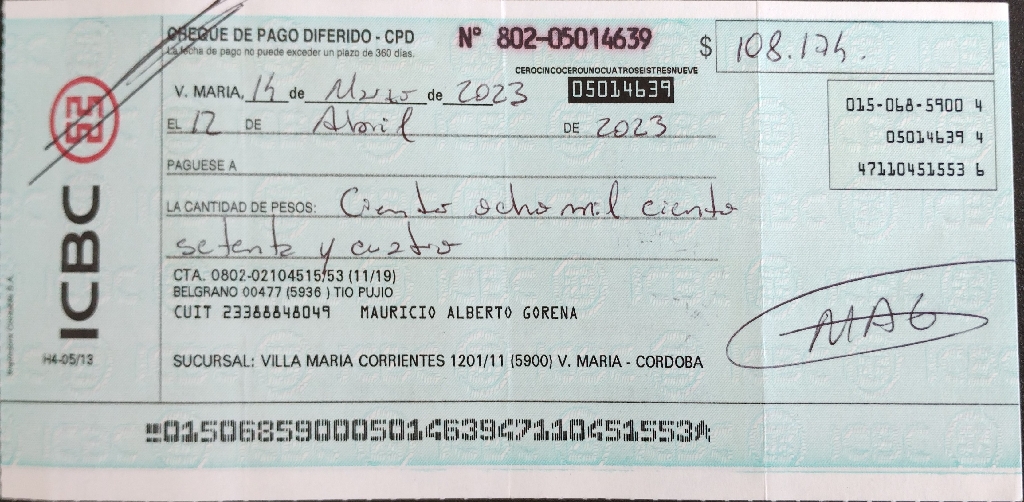 CHEQUE DE PAGO DIFERIDO - CPD
La fecha de pago no puede exceder un plazo de 360 días.
Nº 802-05014639
$ 108.174.
CEROCINCOCEROUNOCUATROSEISTRESNUEVE
05014639
V. MARIA, 14 de Marzo de 2023
EL 12 DE Abril DE 2023
015-068-5900 4
05014639 4
47110451553 6
PAGUESE A
LA CANTIDAD DE PESOS: Ciento ocho mil ciento
setenta y cuatro
CTA. 0802-02104515/53 (11/19)
BELGRANO 00477 (5936 ) TIO PUJIO
CUIT 23388848049 MAURICIO ALBERTO GORENA
MAG
SUCURSAL: VILLA MARIA CORRIENTES 1201/11 (5900) V. MARIA - CORDOBA
ICBC
H4-05/13
01506859000501463947110451553